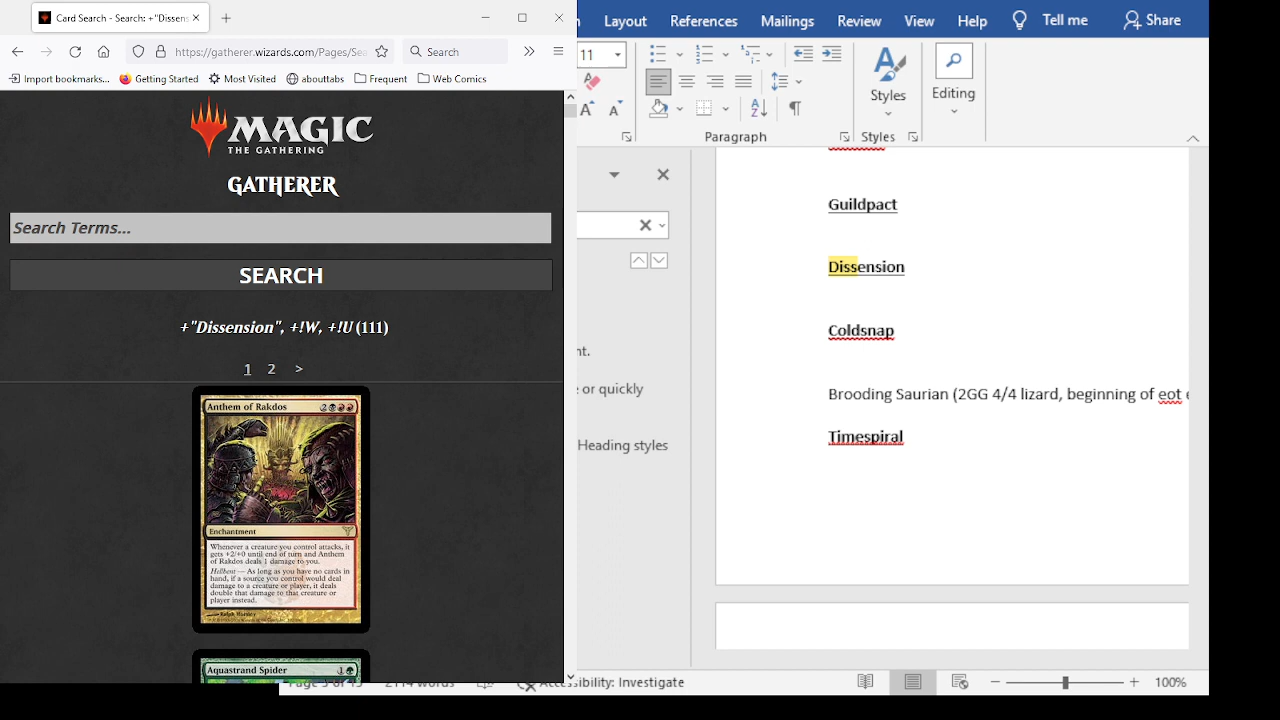 Card Search - Search: +"Dissens
https://gatherer.wizards.com/Pages/Sea
Search
Import bookmarks...
Getting Started
Most Visited
abouttabs
Frequent
Web Comics
MAGIC
THE GATHERING
GATHERER
Search Terms...
SEARCH
+"Dissension", +!W, +!U (111)
1 2 >
Anthem of Rakdos 2
Enchantment
Whenever a creature you control attacks, it
gets +2/+0 until end of turn and Anthem
of Rakdos deals 1 damage to you.
Hellbent — As long as you have no cards in
hand, if a source you control would deal
damage to a creature or player, it deals
double that damage to that creature or
player instead.
Aquastrand Spider 1
Layout
References
Mailings
Review
View
Help
Tell me
Share
11
Styles
Editing
Paragraph
Styles
nt.
e or quickly
Heading styles
Guildpact
Dissension
Coldsnap
Brooding Saurian (2GG 4/4 lizard, beginning of eot e
Timespiral
2114 words
Accessibility: Investigate
100%